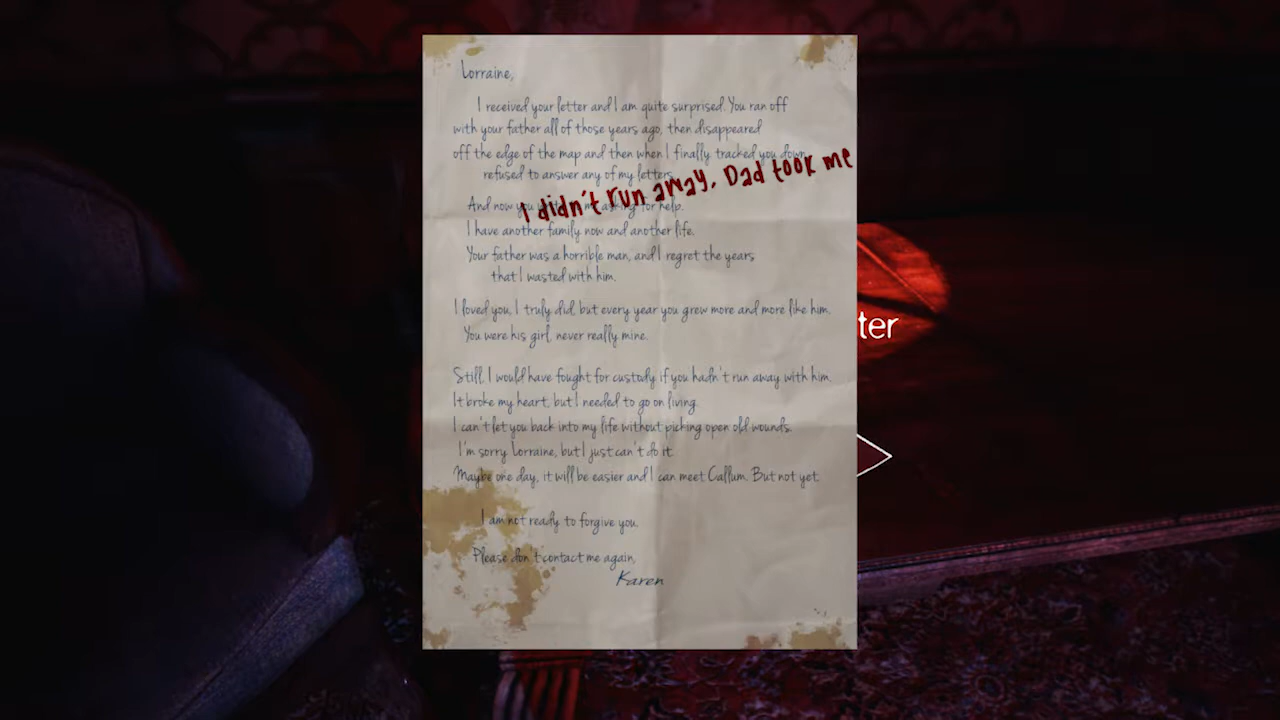 Lorraine,
I received your letter and I am quite surprised. You ran off
with your father all of those years ago, then disappeared
off the edge of the map and then when I finally tracked you down
refused to answer any of my letters
I didn't run away, Dad took me
And now you me asking for help.
I have another family now and another life.
Your father was a horrible man, and I regret the years
that I wasted with him.
I loved you, I truly did, but every year you grew more and more like him.
You were his girl, never really mine.
Still, I would have fought for custody if you hadn't run away with him.
It broke my heart, but I needed to go on living.
I can't let you back into my life without picking open old wounds.
I'm sorry Lorraine, but I just can't do it.
Maybe one day, it will be easier and I can meet Callum. But not yet.
I am not ready to forgive you.
Please don't contact me again,
Karen
ter